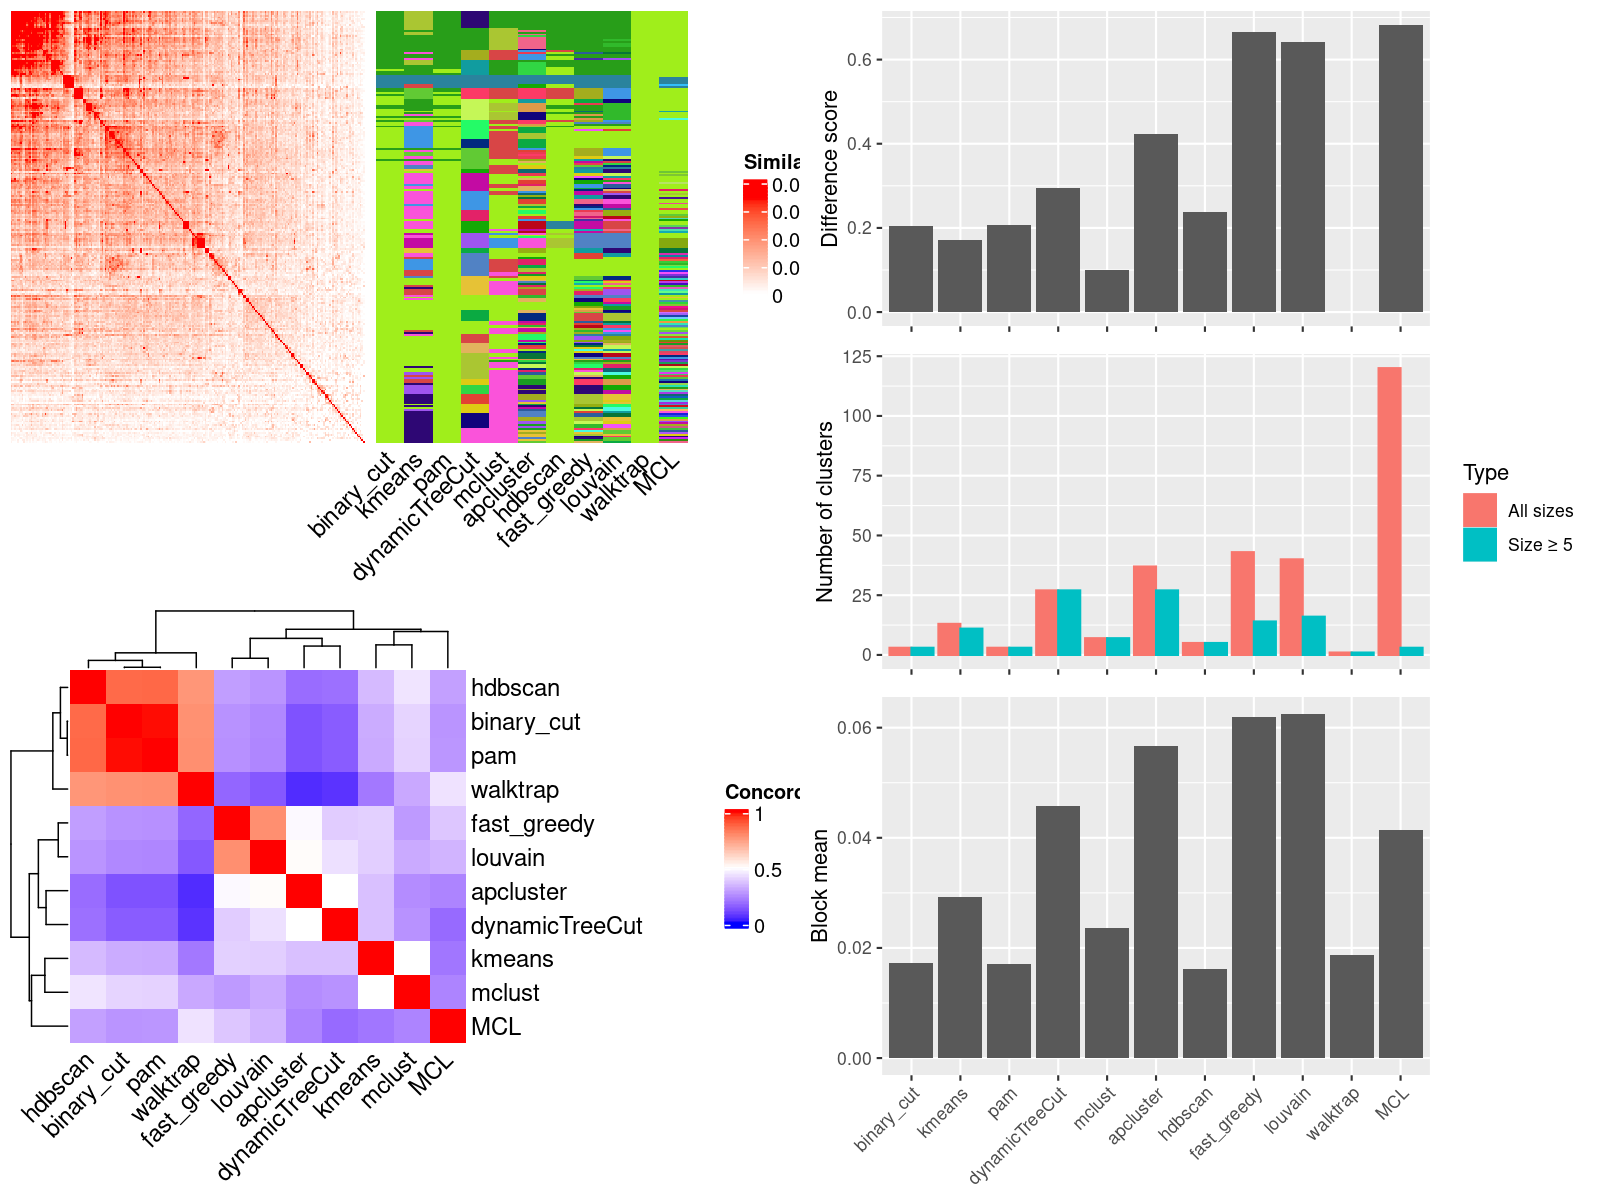 Simila
0.0
0.0
0.0
0.0
0
binary_cut
kmeans
pam
dynamicTreeCut
mclust
apcluster
hdbscan
fast_greedy
louvain
walktrap
MCL
hdbscan
binary_cut
pam
walktrap
fast_greedy
louvain
apcluster
dynamicTreeCut
kmeans
mclust
MCL
hdbscan
binary_cut
pam
walktrap
fast_greedy
louvain
apcluster
dynamicTreeCut
kmeans
mclust
MCL
Concord
1
0.5
0
Difference score
0.6
0.4
0.2
0.0
Number of clusters
125
100
75
50
25
0
Type
All sizes
Size ≥ 5
Block mean
0.06
0.04
0.02
0.00
binary_cut
kmeans
pam
dynamicTreeCut
mclust
apcluster
hdbscan
fast_greedy
louvain
walktrap
MCL